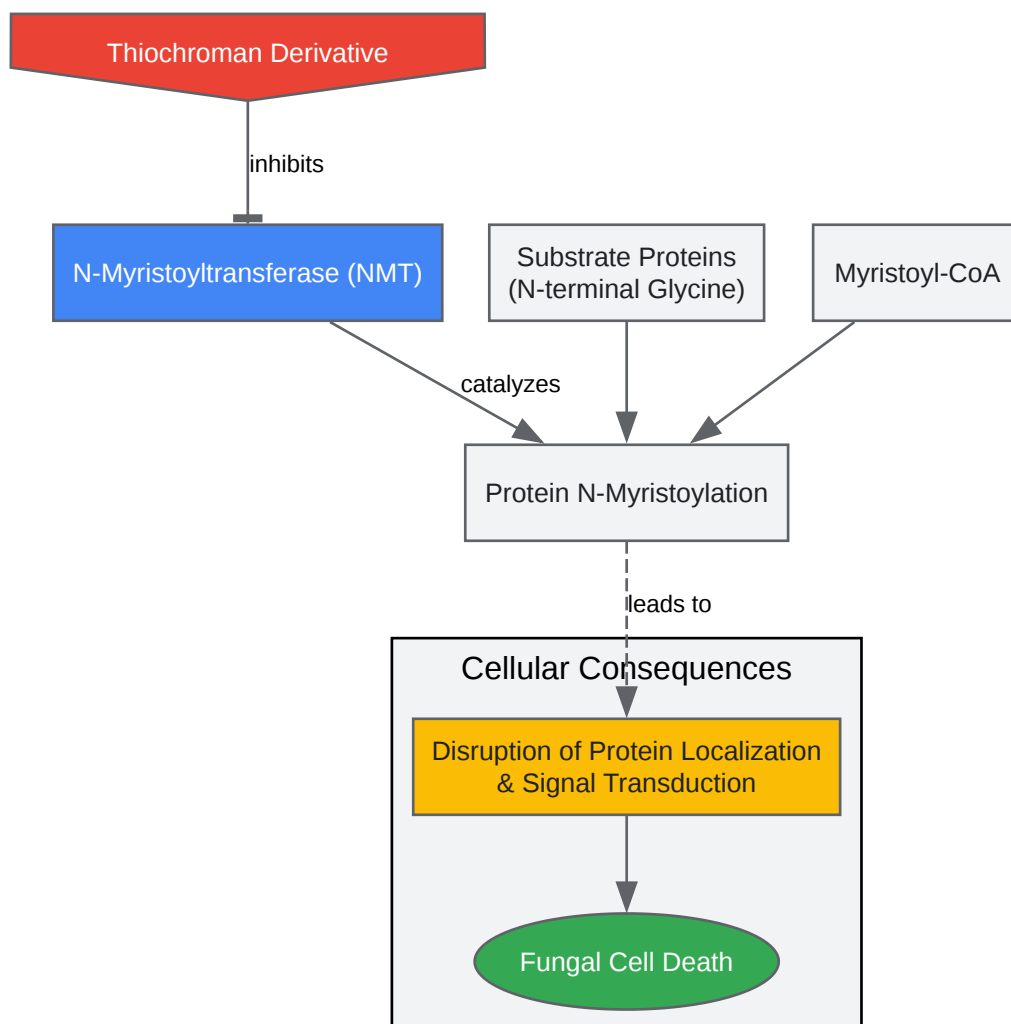 Thiochroman Derivative
inhibits
N-Myristoyltransferase (NMT)
Substrate Proteins
(N-terminal Glycine)
Myristoyl-CoA
catalyzes
Protein N-Myristoylation
leads to
Cellular Consequences
Disruption of Protein Localization
& Signal Transduction
Fungal Cell Death